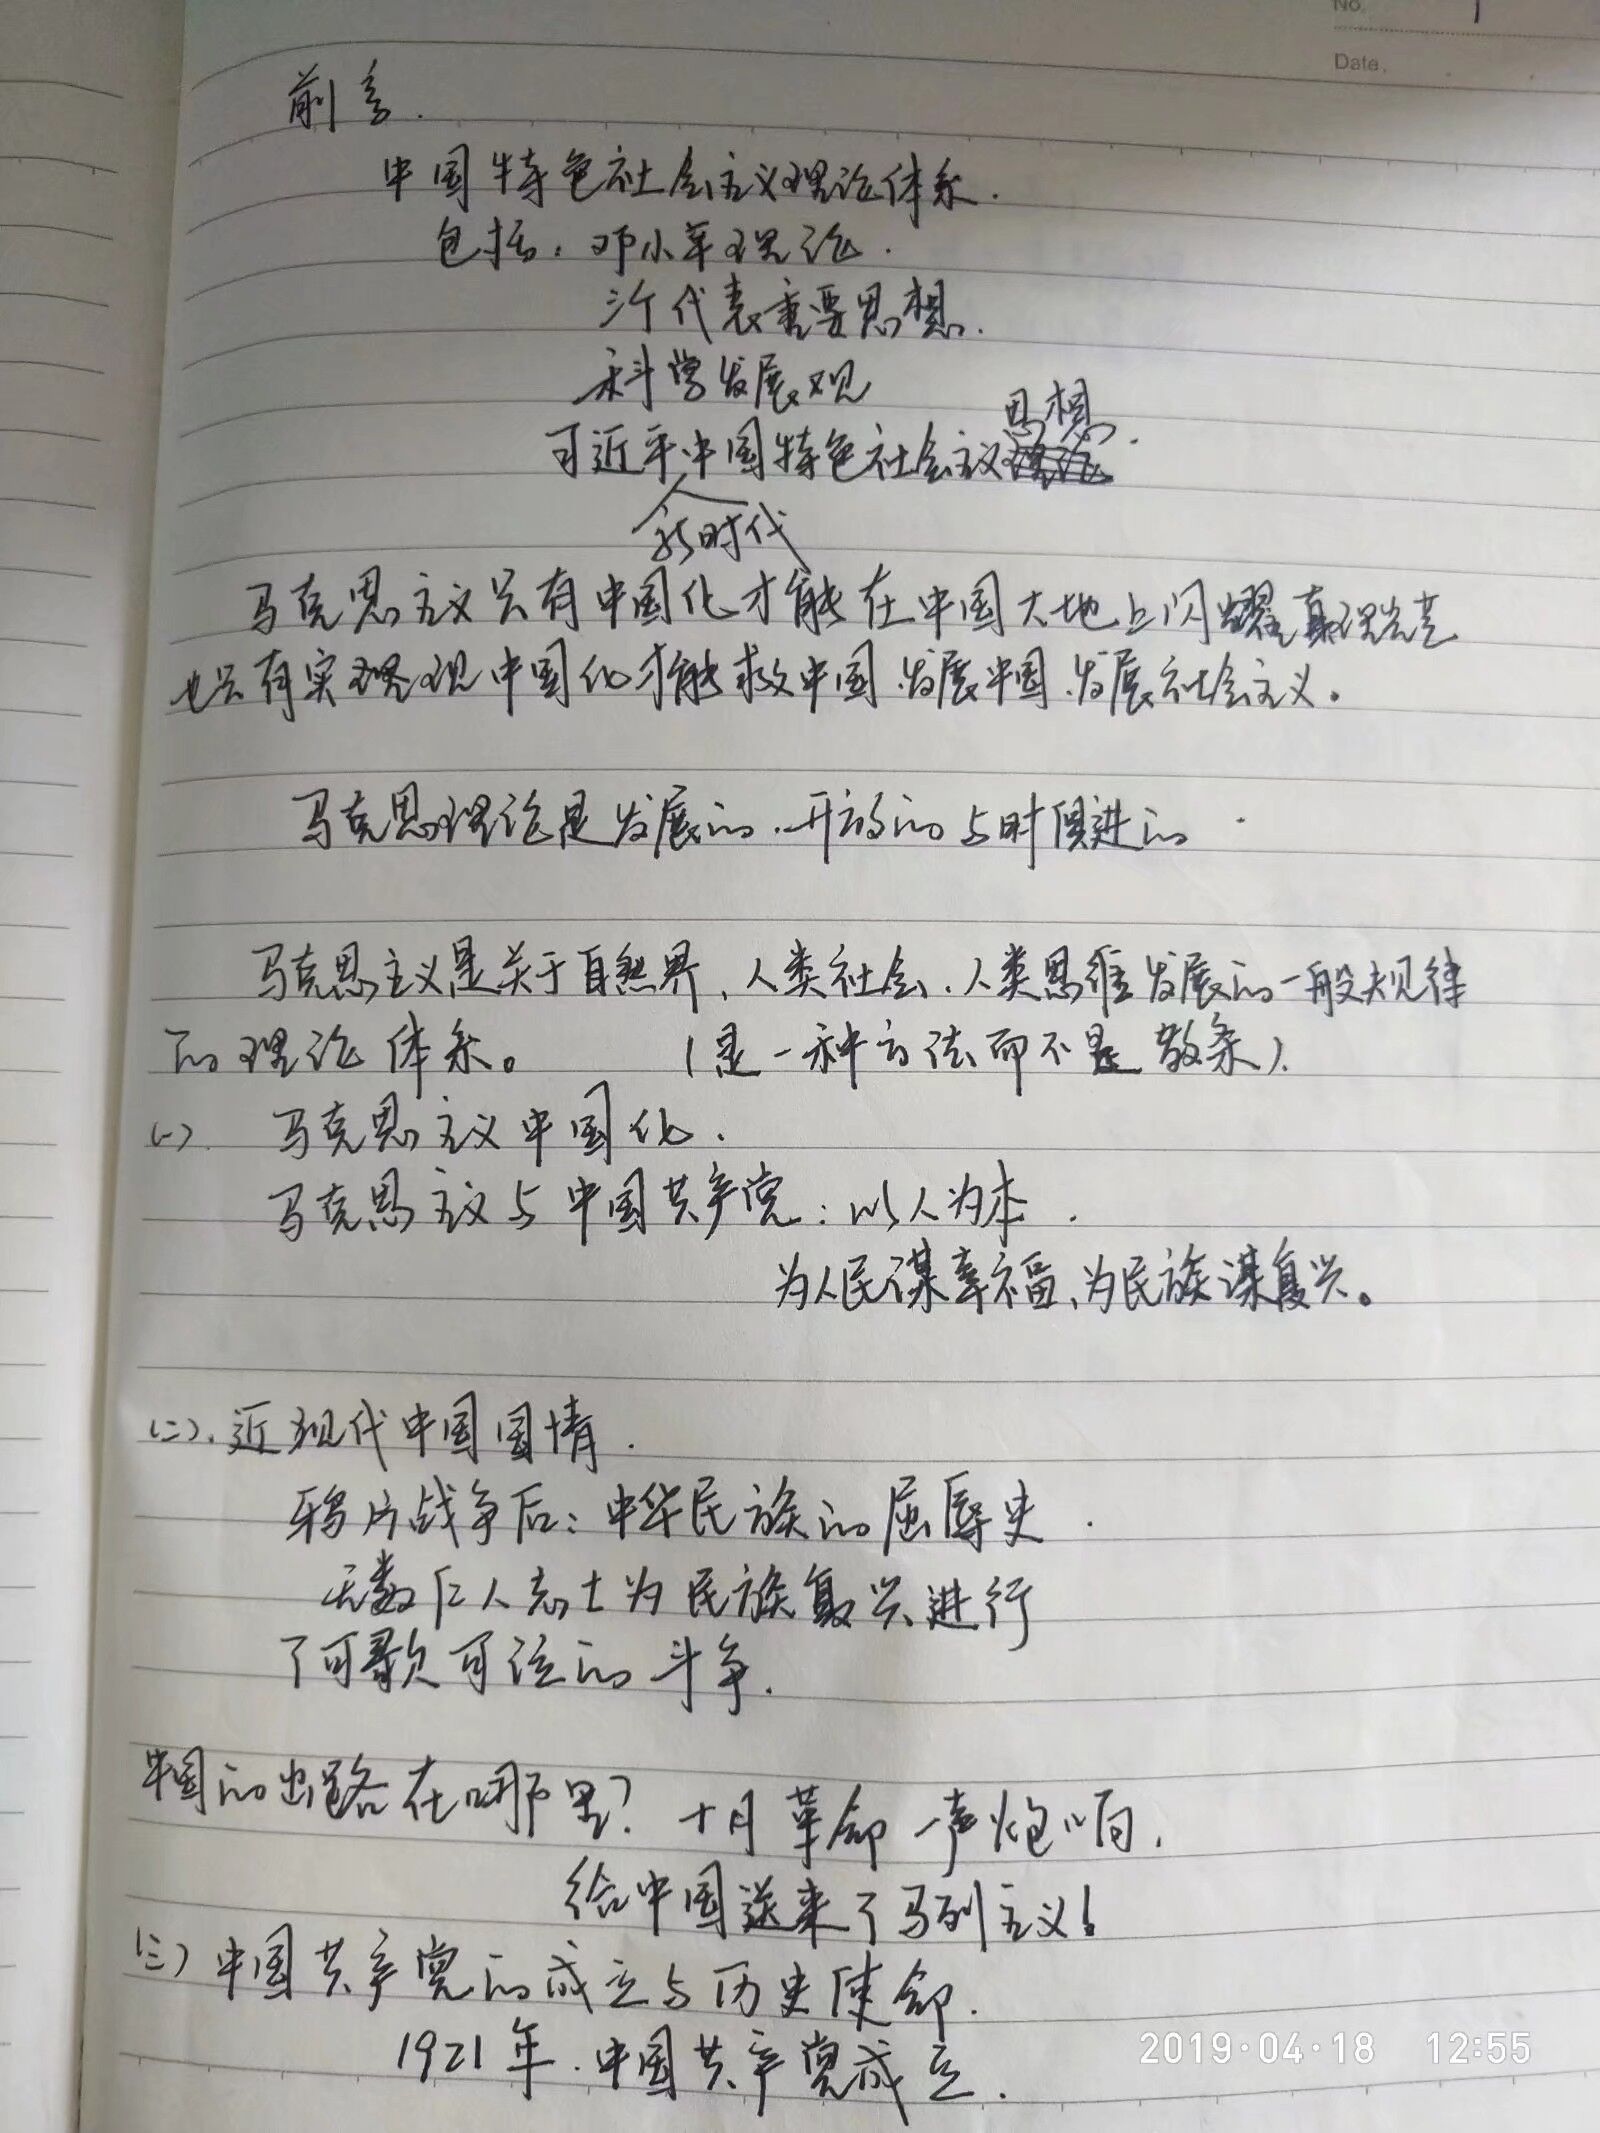 No. 1
Date.
前言.
中国特色社会主义理论体系.
包括:邓小平理论.
三个代表重要思想.
科学发展观
思想.
习近平中国特色社会主义
新时代
马克思主义只有中国化才能在中国大地上闪耀真理光芒
也只有实现中国化才能救中国、发展中国、发展社会主义。
马克思理论是发展的、开放的与时俱进的.
马克思主义是关于自然界、人类社会、人类思维发展的一般规律
的理论体系。 (是一种方法而不是教条).
(一) 马克思主义中国化.
马克思主义与中国共产党:以人为本.
为人民谋幸福、为民族谋复兴。
(二).近现代中国国情.
鸦片战争后:中华民族的屈辱史.
无数仁人志士为民族复兴进行
了可歌可泣的斗争.
中国的出路在哪里? 十月革命一声炮响,
给中国送来了马列主义!
(三)中国共产党的成立与历史使命.
1921年.中国共产党成立.
2019·04·18 12:55